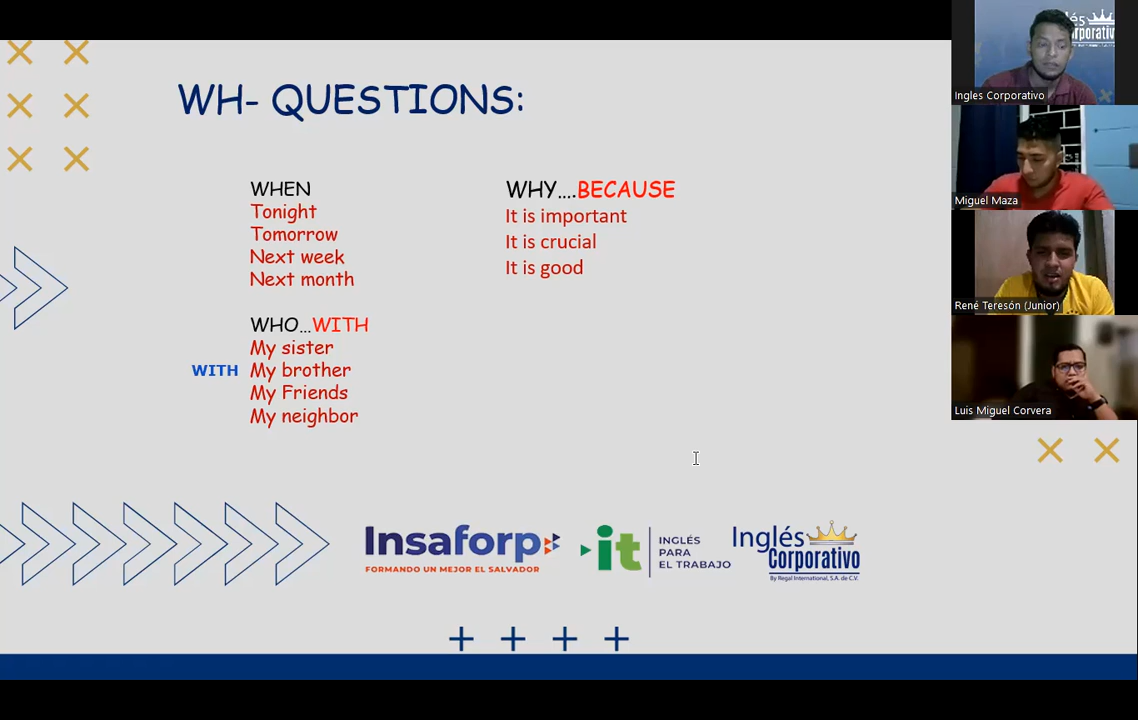 WH- QUESTIONS:
WHEN
Tonight
Tomorrow
Next week
Next month
WHO...WITH
My sister
WITH My brother
My Friends
My neighbor
WHY....BECAUSE
It is important
It is crucial
It is good
Insaforp
FORMANDO UN MEJOR EL SALVADOR
it
INGLÉS
PARA
EL TRABAJO
Inglés
Corporativo
By Regal International, S.A. de C.V.
és
rporativo
Ingles Corporativo
Miguel Maza
René Teresón (Junior)
Luis Miguel Corvera